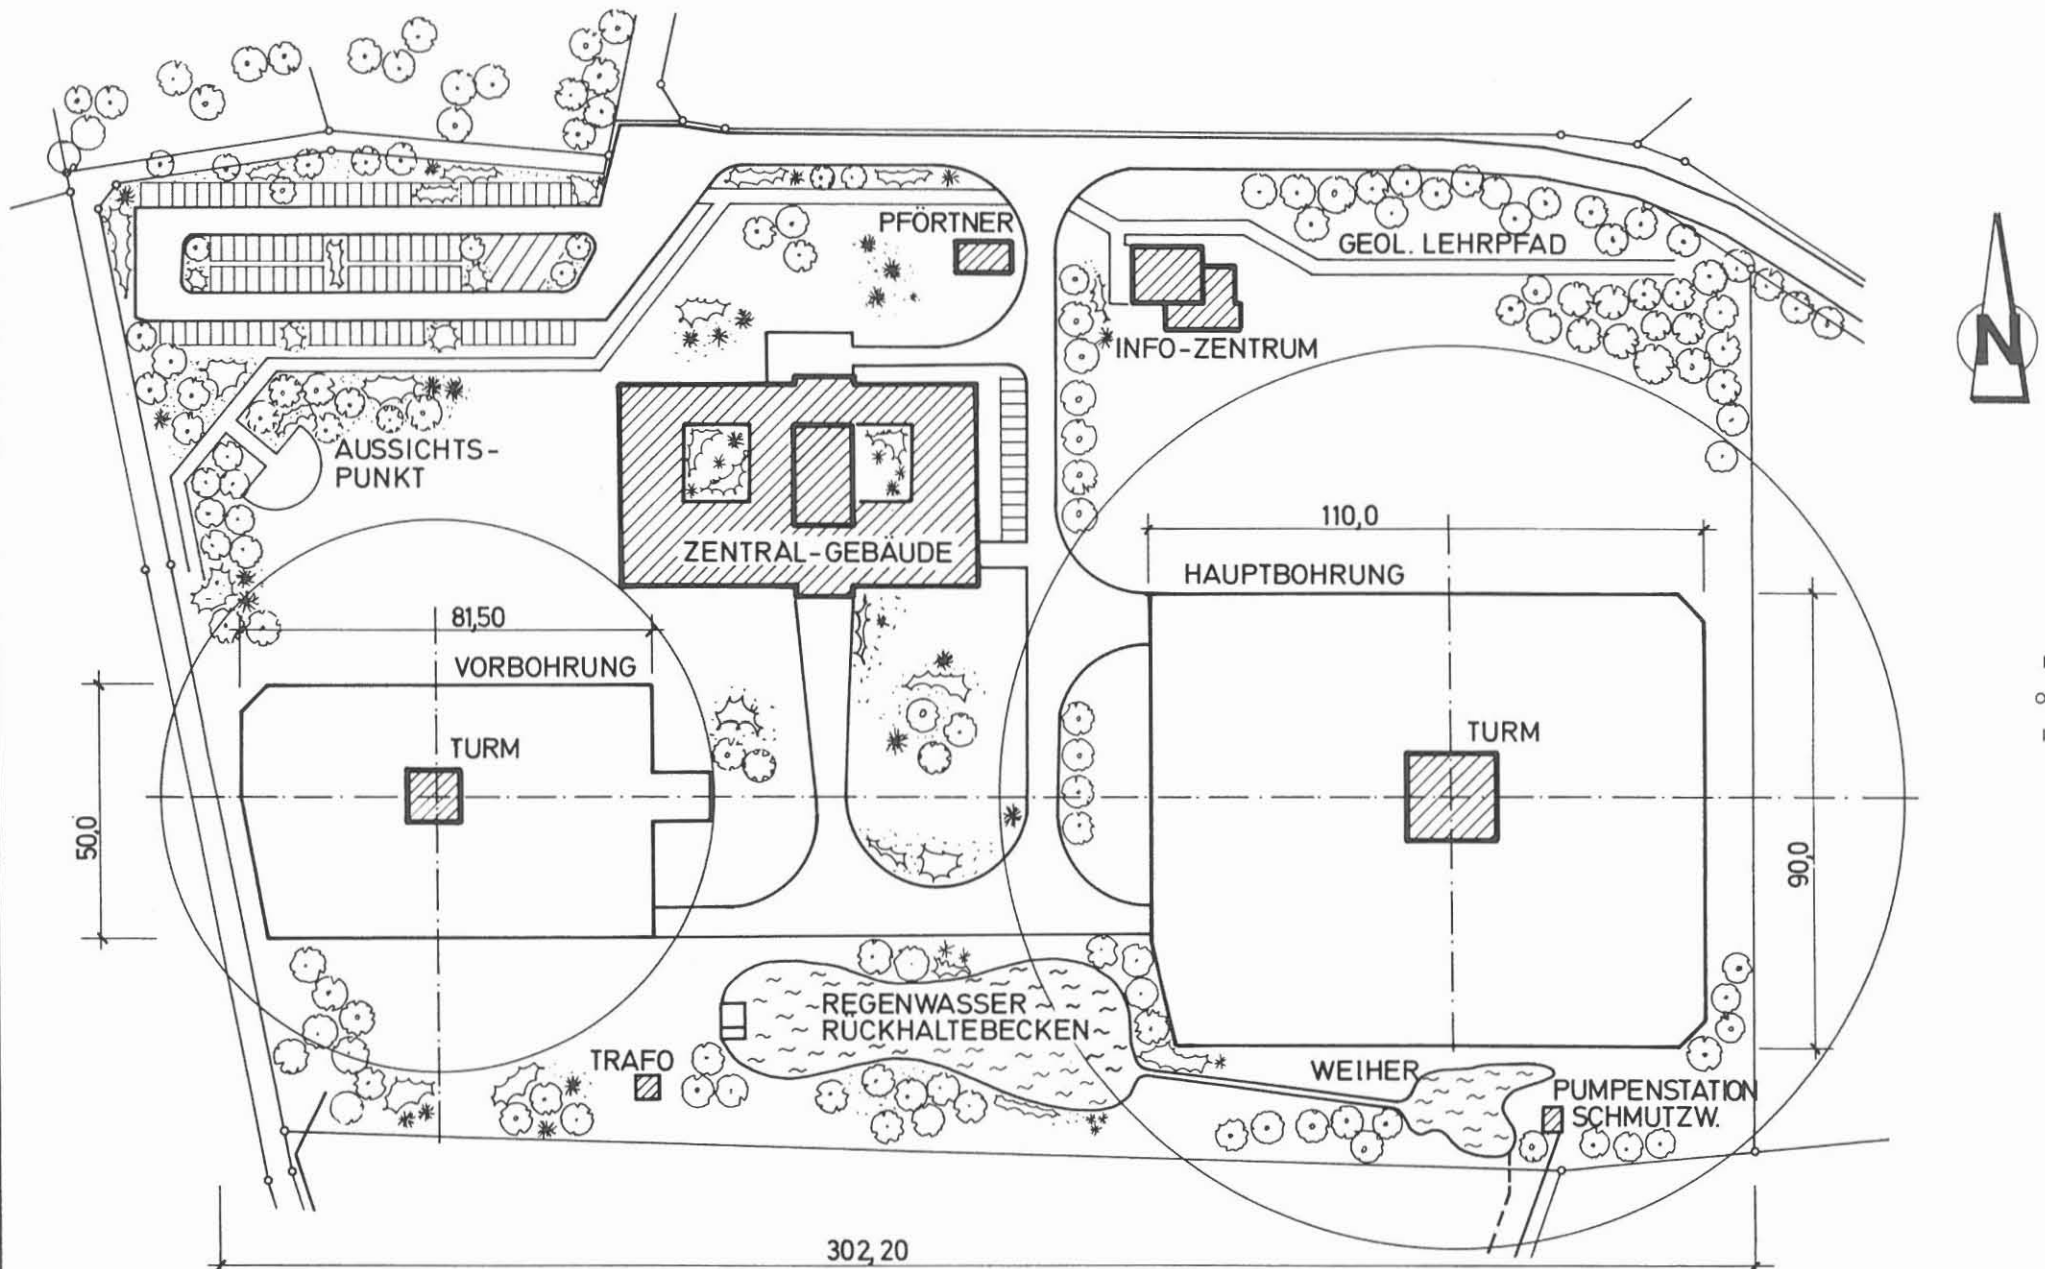 PFÖRTNER
GEOL. LEHRPFAD
N
INFO-ZENTRUM
AUSSICHTS-
PUNKT
110,0
ZENTRAL-GEBÄUDE
HAUPTBOHRUNG
81,50
VORBOHRUNG
TURM
TURM
50,0
90,0
REGENWASSER
RÜCKHALTEBECKEN
TRAFO
WEIHER
PUMPENSTATION
SCHMUTZW.
302,20